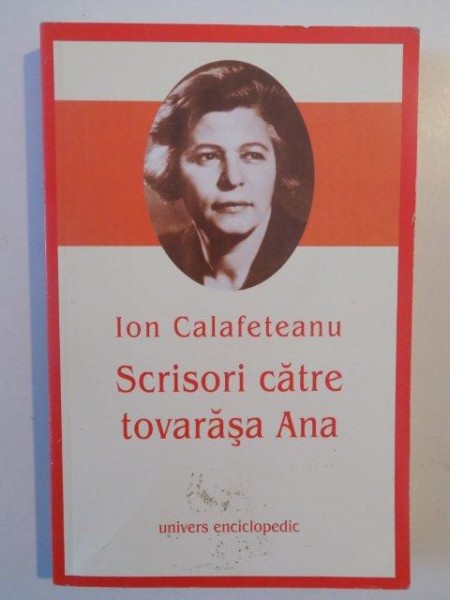 Ion Calafeteanu
Scrisori către
tovarăşa Ana
univers enciclopedic